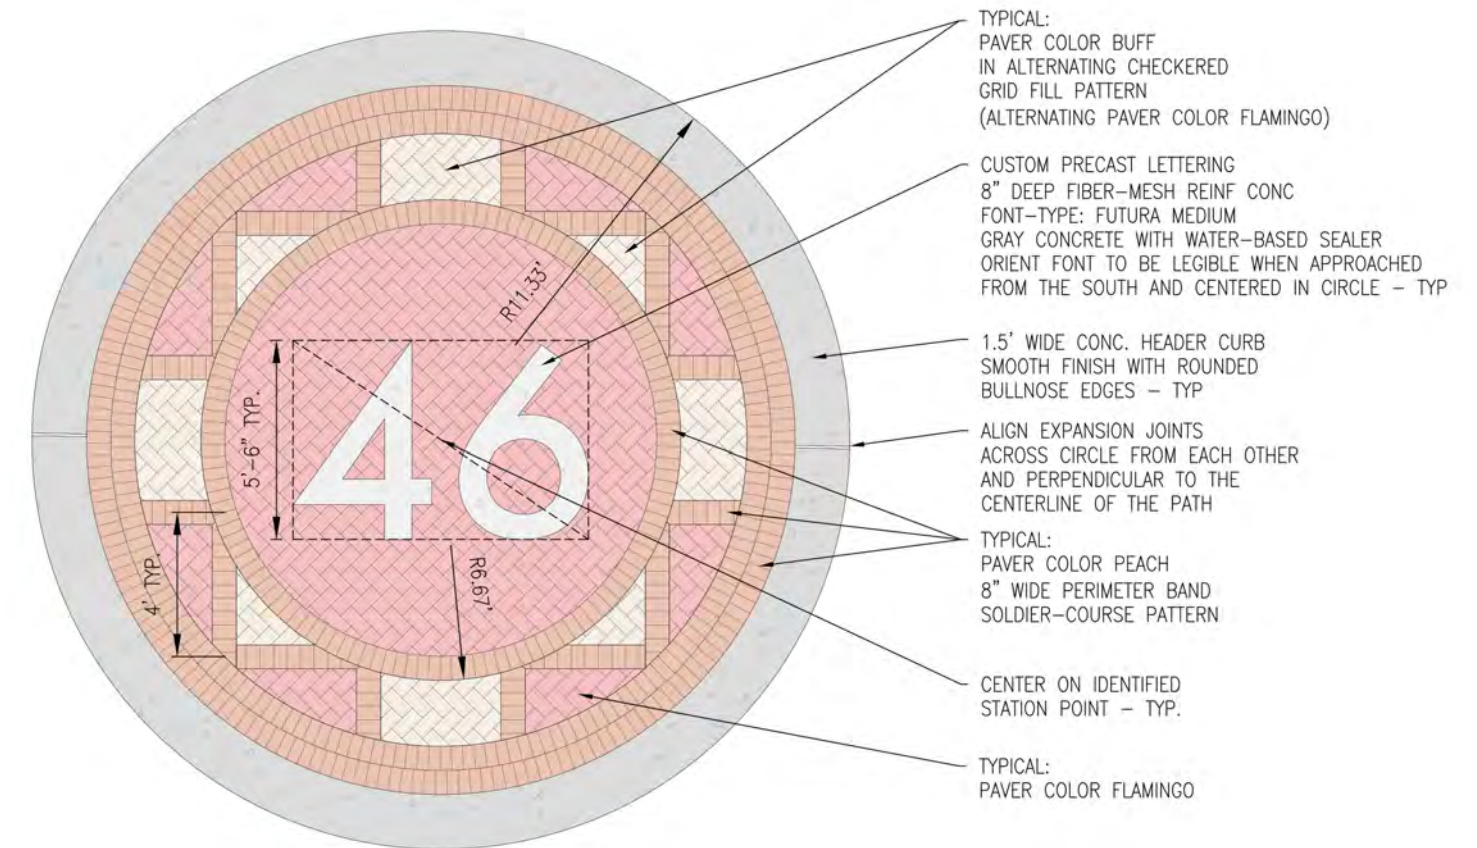 TYPICAL:
PAVER COLOR BUFF
IN ALTERNATING CHECKERED
GRID FILL PATTERN
(ALTERNATING PAVER COLOR FLAMINGO)
CUSTOM PRECAST LETTERING
8” DEEP FIBER–MESH REINF CONC
FONT–TYPE: FUTURA MEDIUM
GRAY CONCRETE WITH WATER–BASED SEALER
ORIENT FONT TO BE LEGIBLE WHEN APPROACHED
FROM THE SOUTH AND CENTERED IN CIRCLE – TYP
R11.33'
1.5' WIDE CONC. HEADER CURB
SMOOTH FINISH WITH ROUNDED
BULLNOSE EDGES – TYP
46
5'–6” TYP.
ALIGN EXPANSION JOINTS
ACROSS CIRCLE FROM EACH OTHER
AND PERPENDICULAR TO THE
CENTERLINE OF THE PATH
4' TYP.
R6.67'
TYPICAL:
PAVER COLOR PEACH
8” WIDE PERIMETER BAND
SOLDIER–COURSE PATTERN
CENTER ON IDENTIFIED
STATION POINT – TYP.
TYPICAL:
PAVER COLOR FLAMINGO